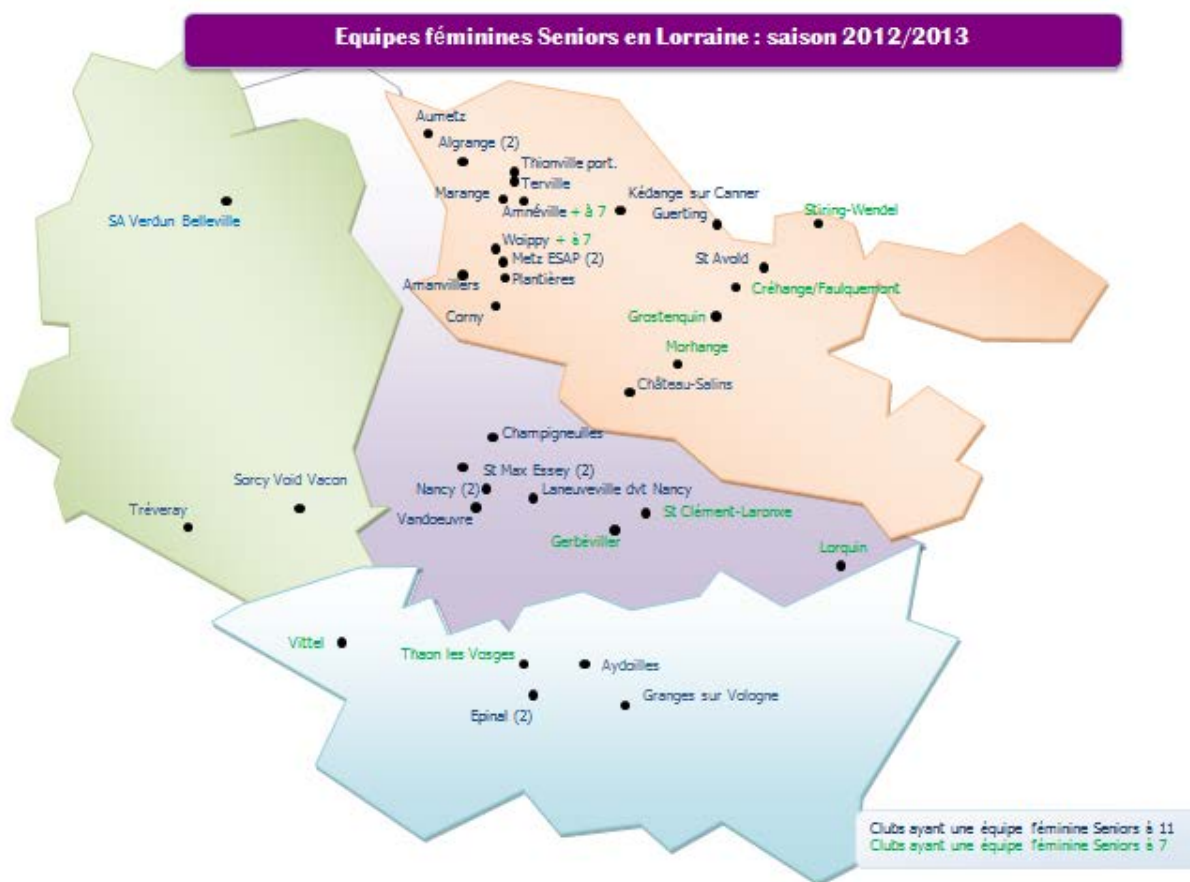 Equipes féminines Seniors en Lorraine : saison 2012/2013
Aumetz
Algrange (2)
Thionville port.
Terville
Marange
Amnéville + à 7
Kédange sur Canner
Guerting
Stiring-Wendel
SA Verdun Belleville
Woippy + à 7
Metz ESAP (2)
St Avold
Amanvillers
Plantières
Créhange/Faulquemont
Corny
Grostenquin
Morhange
Château-Salins
Champigneulles
St Max Essey (2)
Sorcy Void Vacon
Nancy (2)
Laneuveville dvt Nancy
Tréveray
Vandoeuvre
St Clément-Laronxe
Gerbéviller
Lorquin
Vittel
Thaon les Vosges
Aydoilles
Granges sur Vologne
Epinal (2)
Clubs ayant une équipe féminine Seniors à 11
Clubs ayant une équipe féminine Seniors à 7